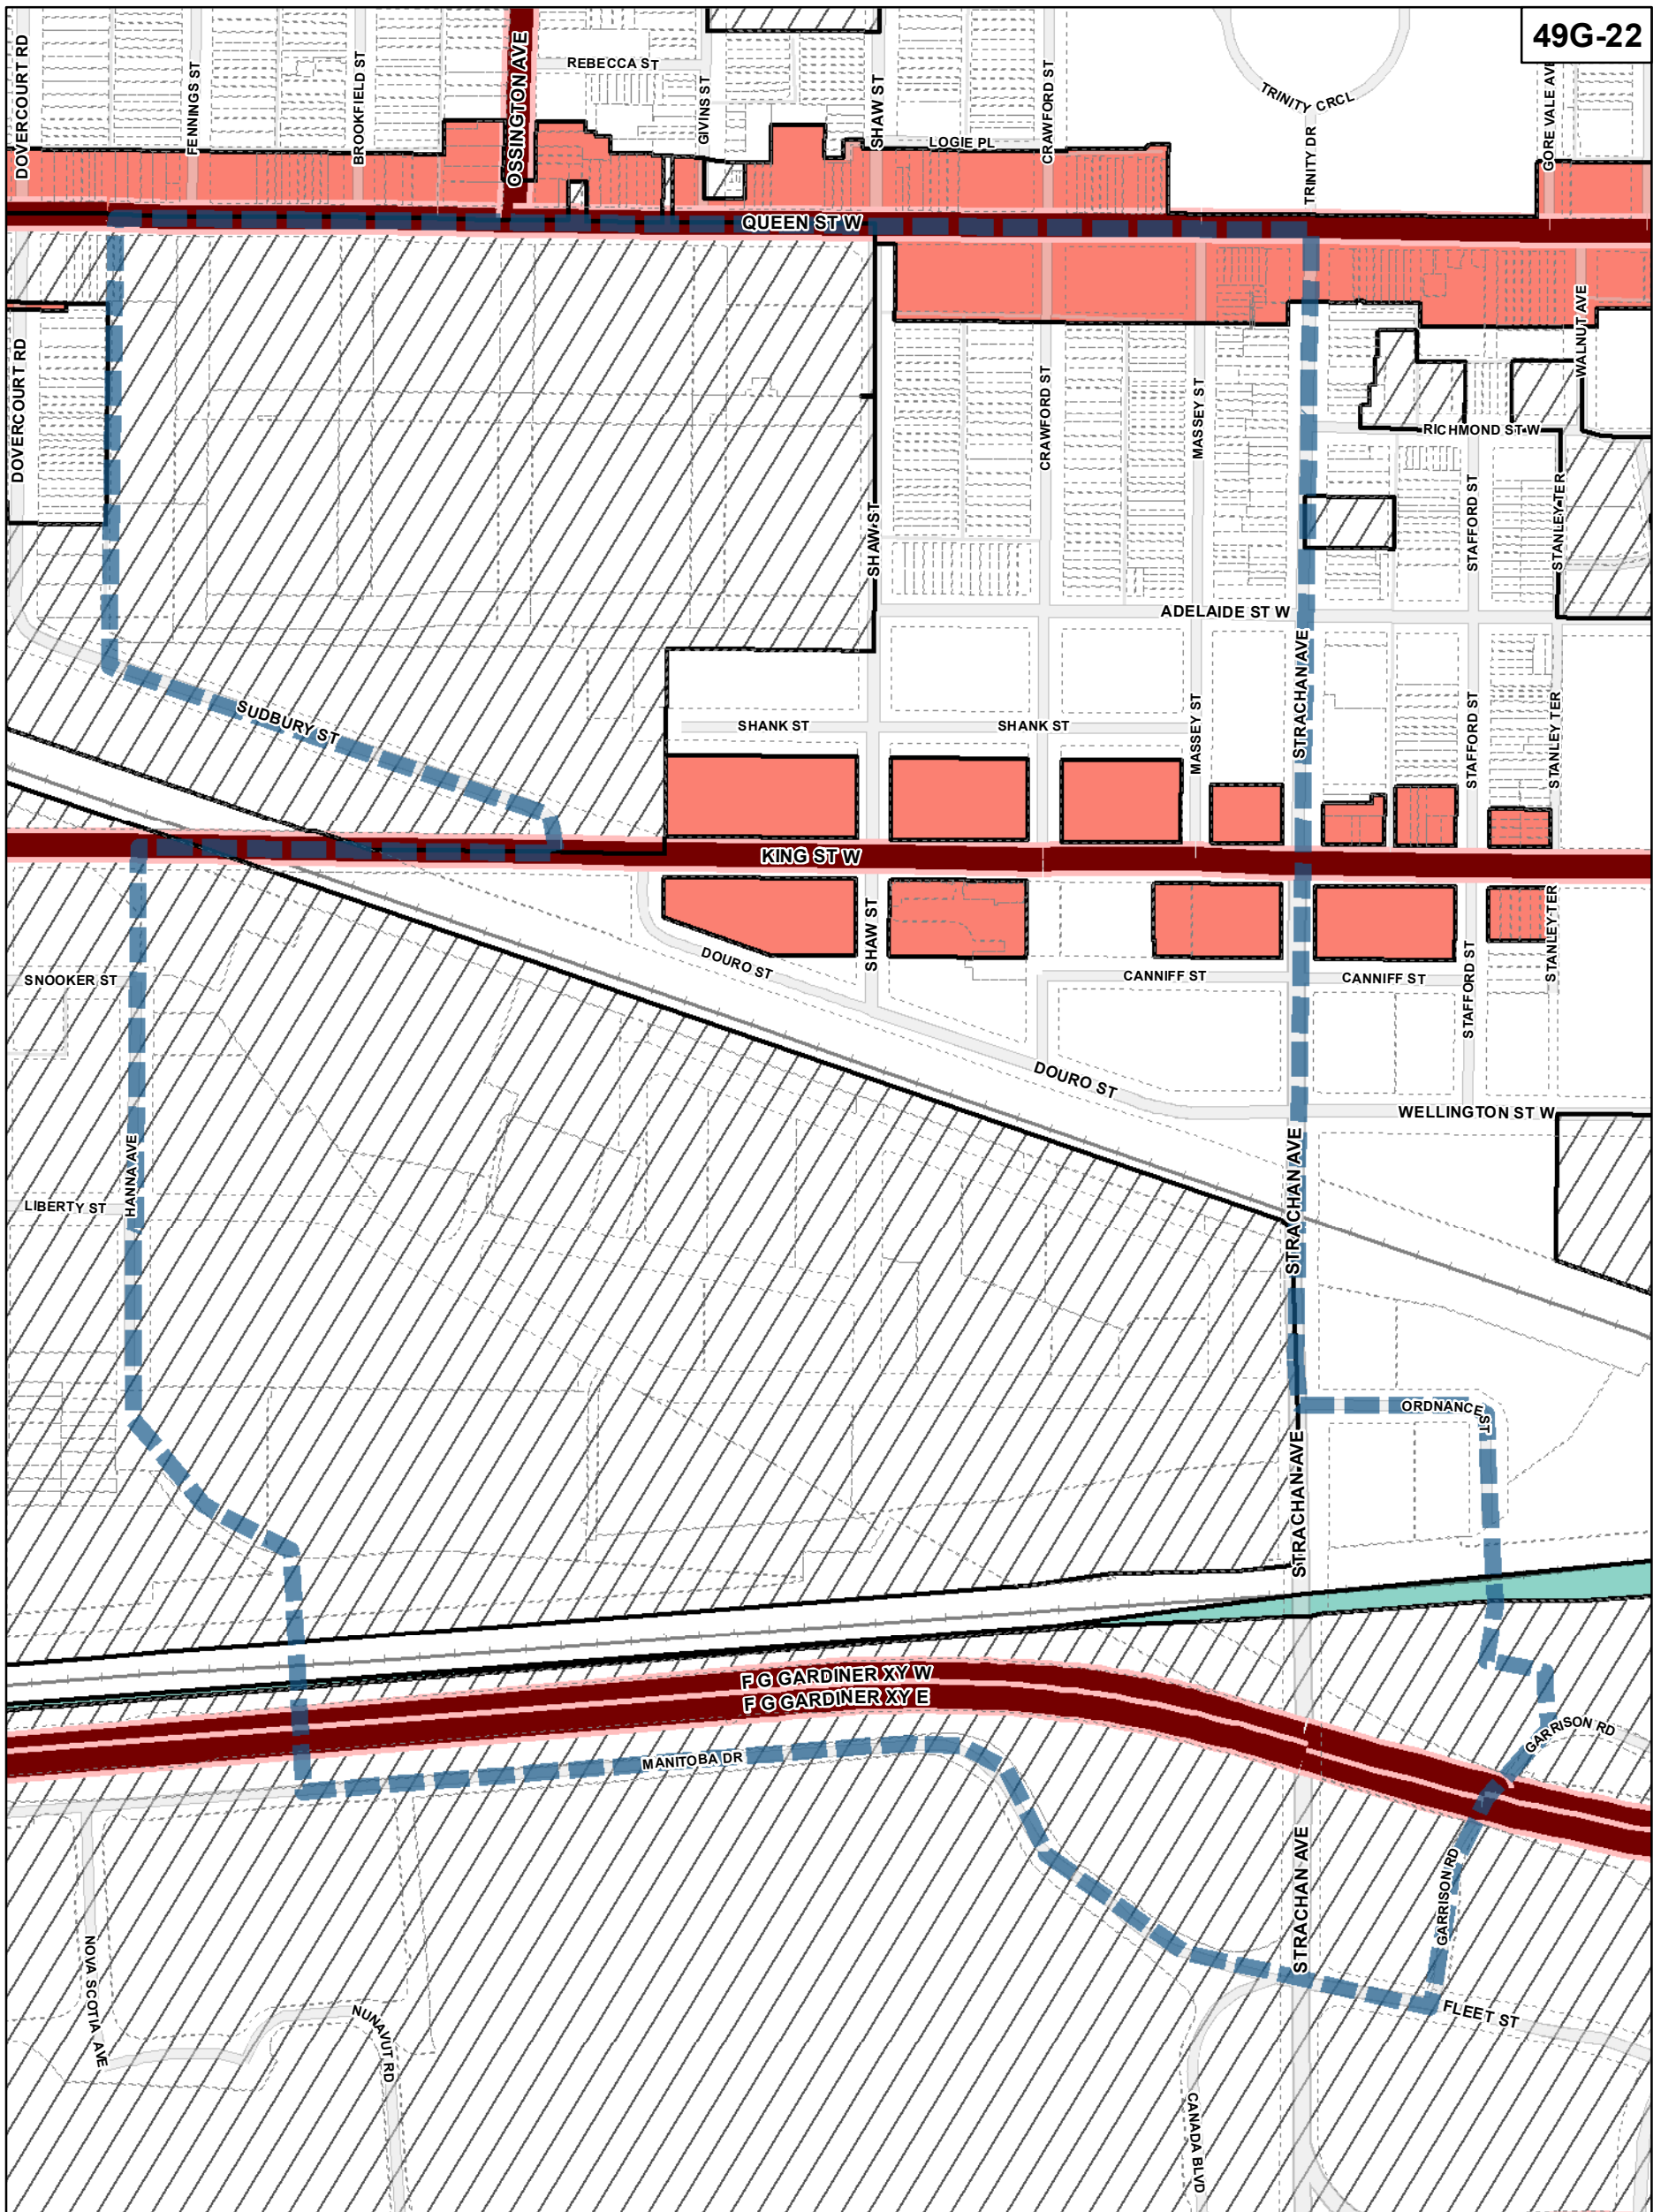 49G-22
DOVERCOURT RD
FENNINGS ST
BROOKFIELD ST
OSSINGTON AVE
REBECCA ST
GIVINS ST
SHAW ST
LOGIE PL
CRAWFORD ST
TRINITY CRCL
TRINITY DR
GORE VALE AVE
QUEEN ST W
DOVERCOURT RD
SHAW ST
CRAWFORD ST
MASSEY ST
WALNUT AVE
RICHMOND ST W
STAFFORD ST
STANLEY TER
ADELAIDE ST W
STRACHAN AVE
SUDBURY ST
SHANK ST
SHANK ST
MASSEY ST
STAFFORD ST
STANLEY TER
KING ST W
SHAW ST
DOURO ST
CANNIFF ST
CANNIFF ST
STAFFORD ST
STANLEY TER
SNOOKER ST
DOURO ST
WELLINGTON ST W
HANNA AVE
LIBERTY ST
STRACHAN AVE
ORDNANCE ST
STRACHAN AVE
F G GARDINER XY W
F G GARDINER XY E
MANITOBA DR
GARRISON RD
GARRISON RD
STRACHAN AVE
NOVA SCOTIA AVE
NUNAVUT RD
FLEET ST
CANADA BLVD